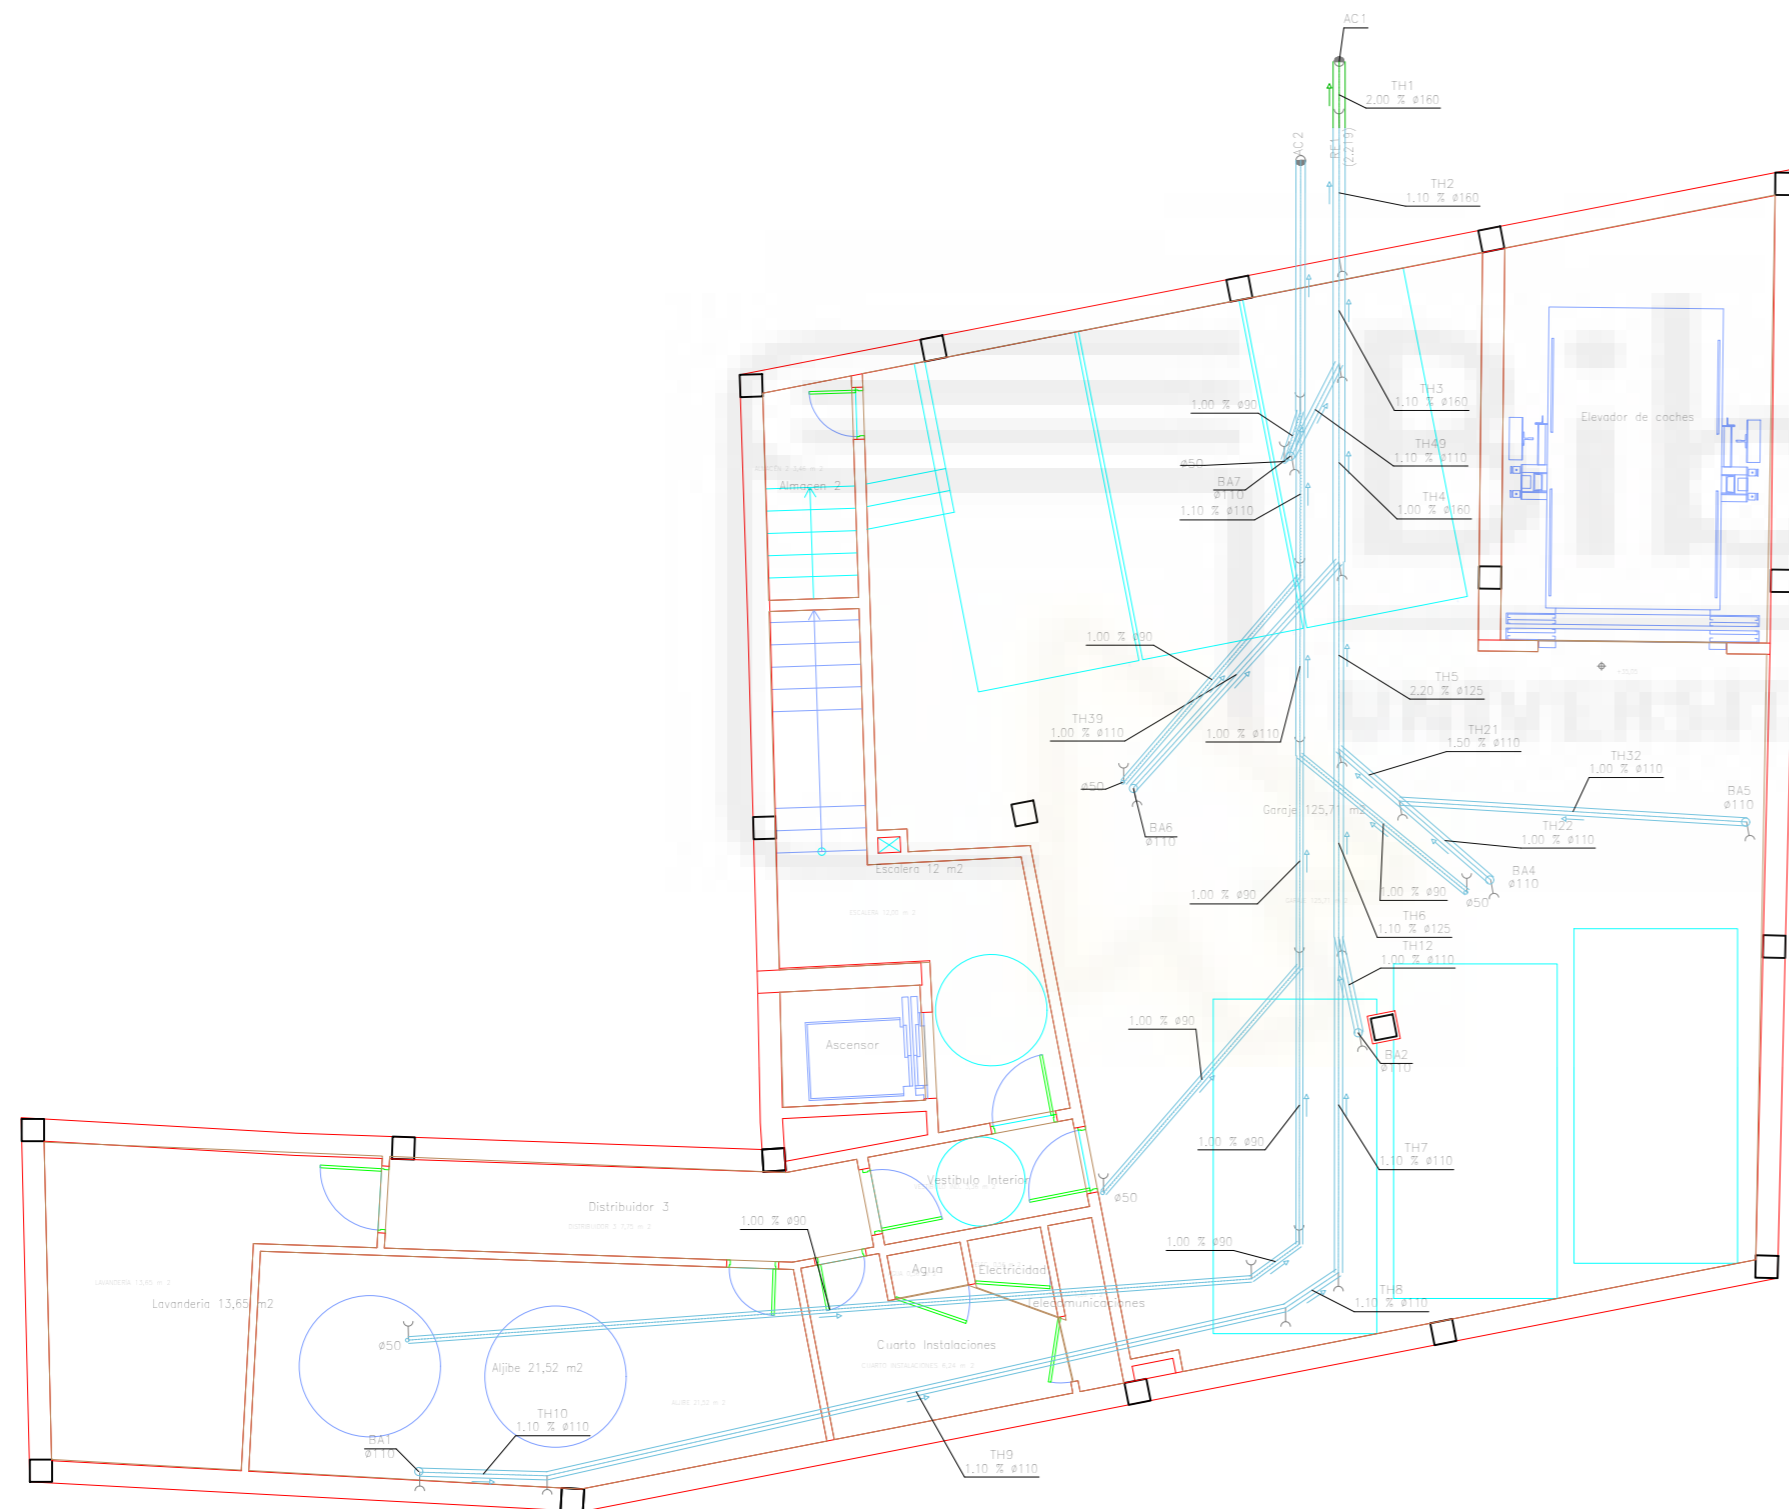 AC1
TH1
2.00 % ø160
AC2
RE1
(2.219)
TH2
1.10 % ø160
TH3
1.10 % ø160
1.00 % ø90
Elevador de coches
TH49
1.10 % ø110
ø50
BA7
ø110
Almacen 2
TH4
1.00 % ø160
1.10 % ø110
1.00 % ø90
TH5
2.20 % ø125
TH39
1.00 % ø110
1.00 % ø110
TH21
1.50 % ø110
TH32
1.00 % ø110
ø50
BA5
ø110
Garaje 125,71 m2
BA6
ø110
TH22
1.00 % ø110
Escalera 12 m2
BA4
ø110
1.00 % ø90
1.00 % ø90
ø50
TH6
1.10 % ø125
TH12
1.00 % ø110
1.00 % ø90
Ascensor
BA2
ø110
1.00 % ø90
TH7
1.10 % ø110
Vestibulo Interior
ø50
Distribuidor 3
1.00 % ø90
1.00 % ø90
Agua
Electricidad
Lavanderia 13,65 m2
Telecomunicaciones
TH8
1.10 % ø110
ø50
Cuarto Instalaciones
Aljibe 21,52 m2
TH10
1.10 % ø110
BA1
ø110
TH9
1.10 % ø110